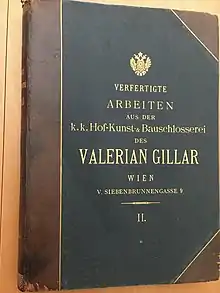 VERFERTIGTE
ARBEITEN
AUS DER
k.k. Hof-Kunst-& Bauschlosserei
DES
VALERIAN GILLAR
WIEN
V. SIEBENBRUNNENGASSE 9
II.